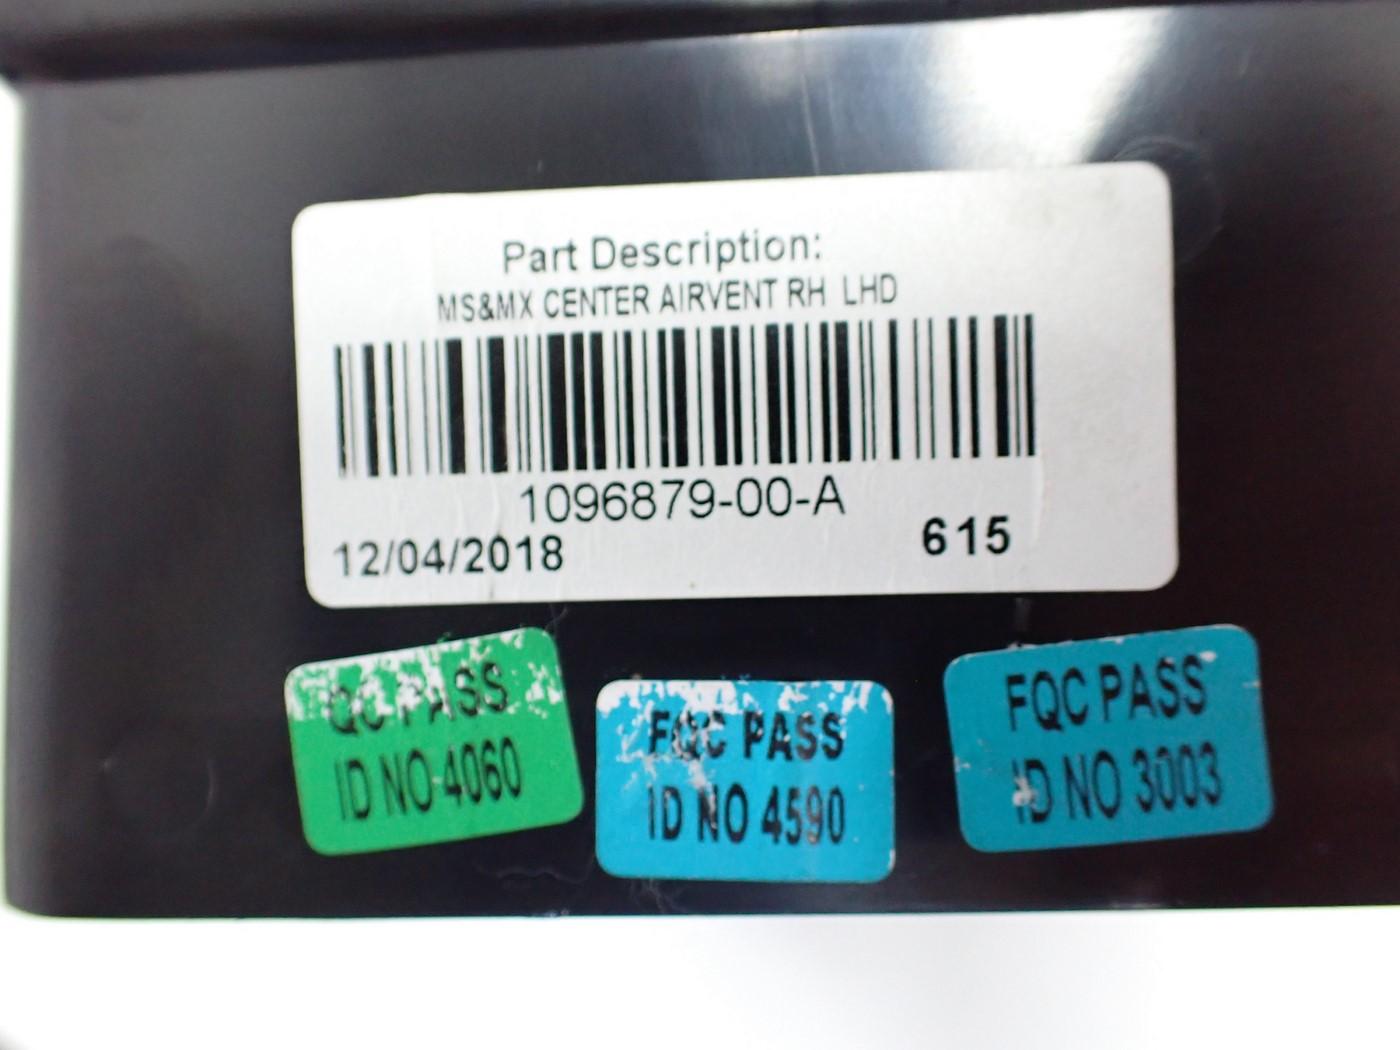 Part Description:
MS&MX CENTER AIRVENT RH LHD
1096879-00-A
12/04/2018 615
QC PASS
ID NO 4060
FQC PASS
ID NO 4590
FQC PASS
ID NO 3003